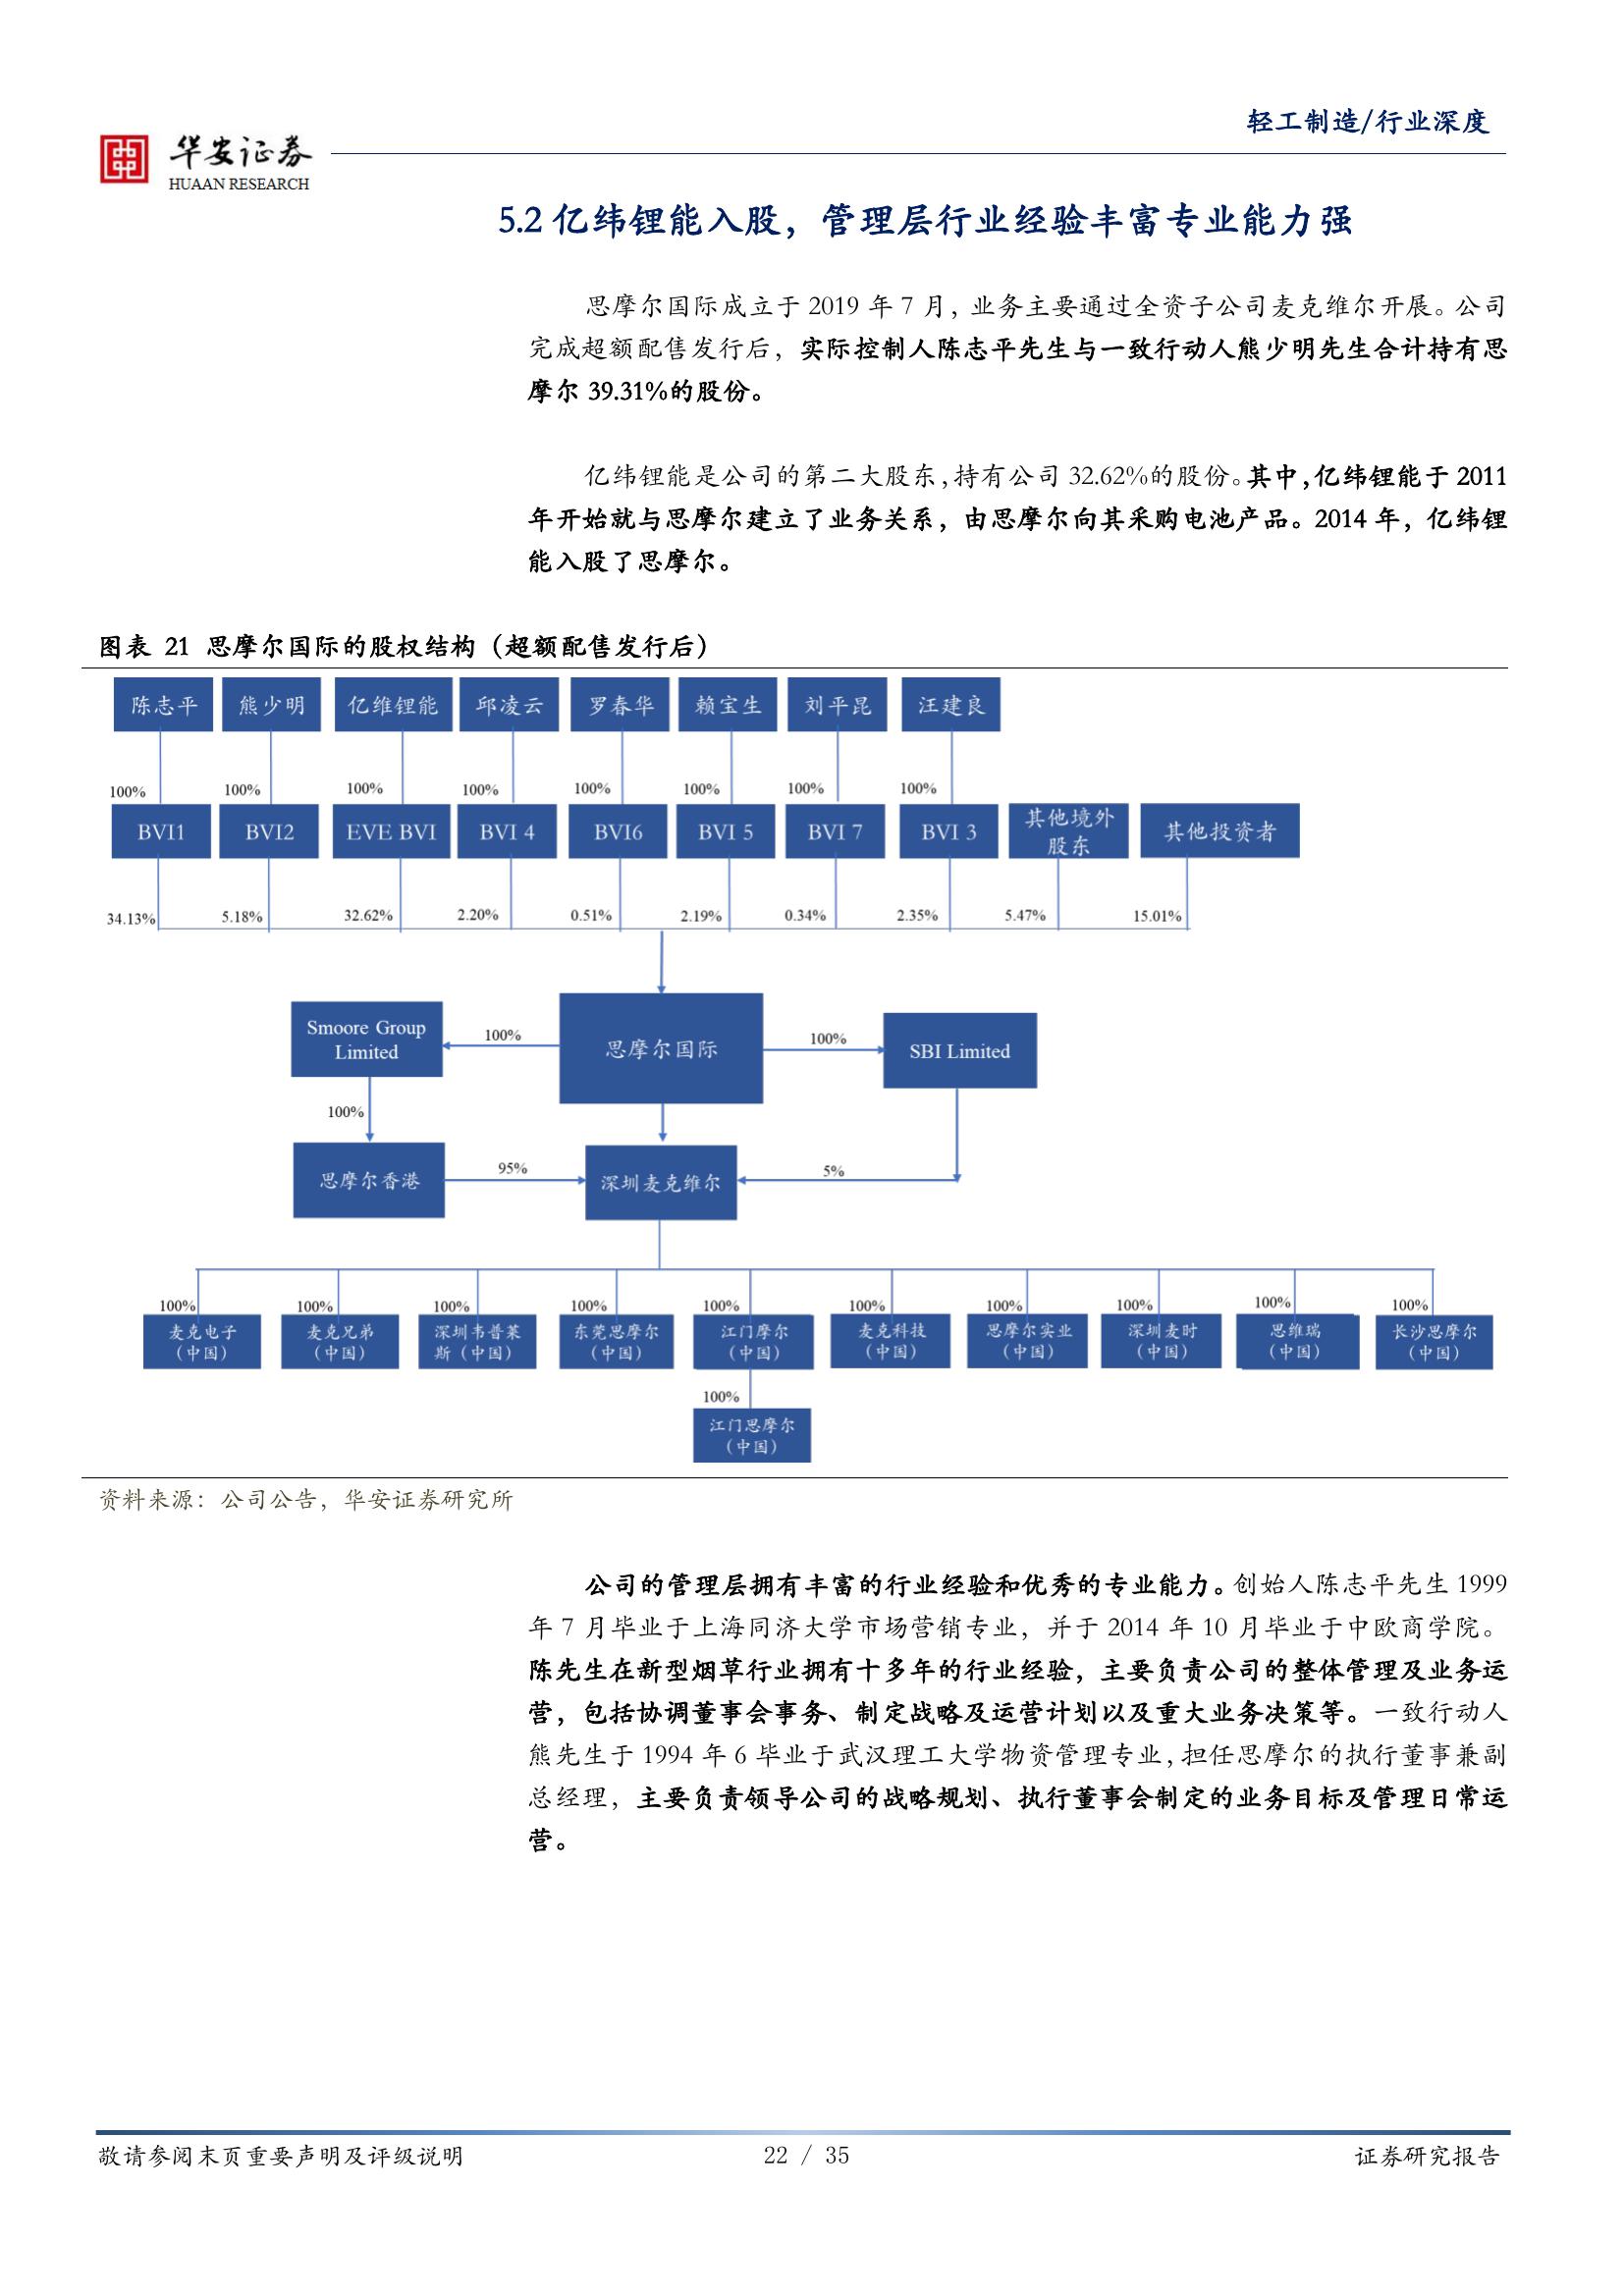 轻工制造/行业深度
华安证券
HUAAN RESEARCH
5.2 亿纬锂能入股，管理层行业经验丰富专业能力强
思摩尔国际成立于 2019 年 7 月，业务主要通过全资子公司麦克维尔开展。公司
完成超额配售发行后，实际控制人陈志平先生与一致行动人熊少明先生合计持有思
摩尔 39.31%的股份。
亿纬锂能是公司的第二大股东，持有公司 32.62%的股份。其中，亿纬锂能于 2011
年开始就与思摩尔建立了业务关系，由思摩尔向其采购电池产品。2014 年，亿纬锂
能入股了思摩尔。
图表 21 思摩尔国际的股权结构（超额配售发行后）
陈志平 熊少明 亿维锂能 邱凌云 罗春华 赖宝生 刘平昆 汪建良
100% 100% 100% 100% 100% 100% 100% 100%
BVI1 BVI2 EVE BVI BVI 4 BVI6 BVI 5 BVI 7 BVI 3 其他境外 其他投资者
股东
34.13% 5.18% 32.62% 2.20% 0.51% 2.19% 0.34% 2.35% 5.47% 15.01%
Smoore Group
Limited
100%
思摩尔国际
100%
SBI Limited
100%
思摩尔香港
95%
深圳麦克维尔
5%
100% 100% 100% 100% 100% 100% 100% 100% 100% 100%
麦克电子 麦克兄弟 深圳韦普莱 东莞思摩尔 江门摩尔 麦克科技 思摩尔实业 深圳麦时 思维瑞 长沙思摩尔
（中国） （中国） 斯（中国） （中国） （中国） （中国） （中国） （中国） （中国） （中国）
100%
江门思摩尔
（中国）
资料来源：公司公告，华安证券研究所
公司的管理层拥有丰富的行业经验和优秀的专业能力。创始人陈志平先生 1999
年 7 月毕业于上海同济大学市场营销专业，并于 2014 年 10 月毕业于中欧商学院。
陈先生在新型烟草行业拥有十多年的行业经验，主要负责公司的整体管理及业务运
营，包括协调董事会事务、制定战略及运营计划以及重大业务决策等。一致行动人
熊先生于 1994 年 6 毕业于武汉理工大学物资管理专业，担任思摩尔的执行董事兼副
总经理，主要负责领导公司的战略规划、执行董事会制定的业务目标及管理日常运
营。
敬请参阅末页重要声明及评级说明
22 / 35
证券研究报告